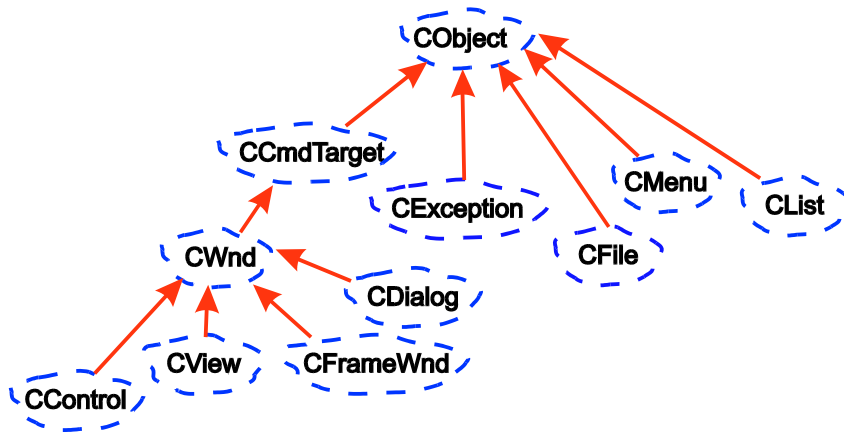 CObject
CCmdTarget
CException
CMenu
CList
CWnd
CFile
CDialog
CView
CFrameWnd
CControl